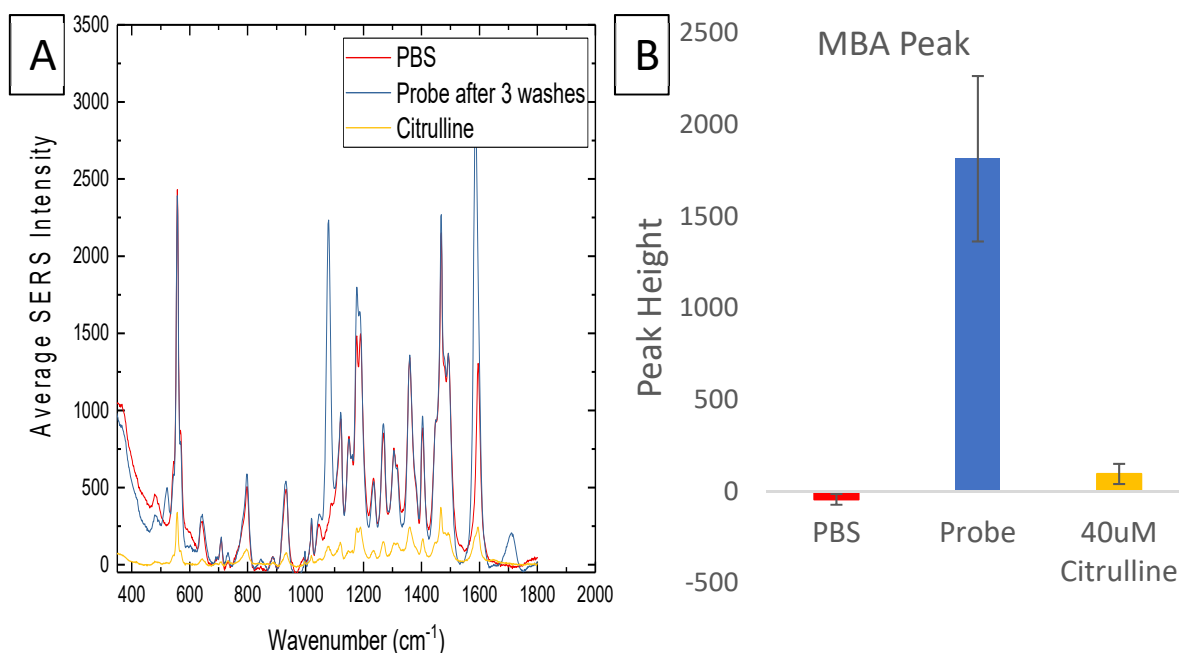 A
3500
3000
2500
2000
1500
1000
500
0
Average SERS Intensity
PBS
Probe after 3 washes
Citrulline
400 600 800 1000 1200 1400 1600 1800 2000
Wavenumber (cm⁻¹)
B
MBA Peak
2500
2000
1500
1000
500
0
-500
Peak Height
PBS Probe 40uM
Citrulline